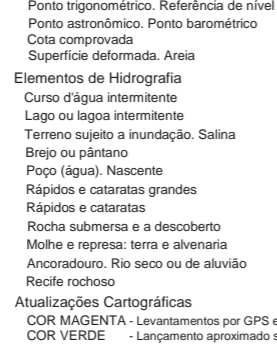 Ponto trigonométrico. Referência de nível
Ponto astronômico. Ponto barométrico
Cota comprovada
Superfície deformada. Areia
Elementos de Hidrografia
Curso d'água intermitente
Lago ou lagoa intermitente
Terreno sujeito a inundação. Salina
Brejo ou pântano
Poço (água). Nascente
Rápidos e cataratas grandes
Rápidos e cataratas
Rocha submersa e a descoberto
Molhe e represa: terra e alvenaria
Ancoradouro. Rio seco ou de aluvião
Recife rochoso
Atualizações Cartográficas
COR MAGENTA - Levantamentos por GPS
COR VERDE - Lançamento aproximado